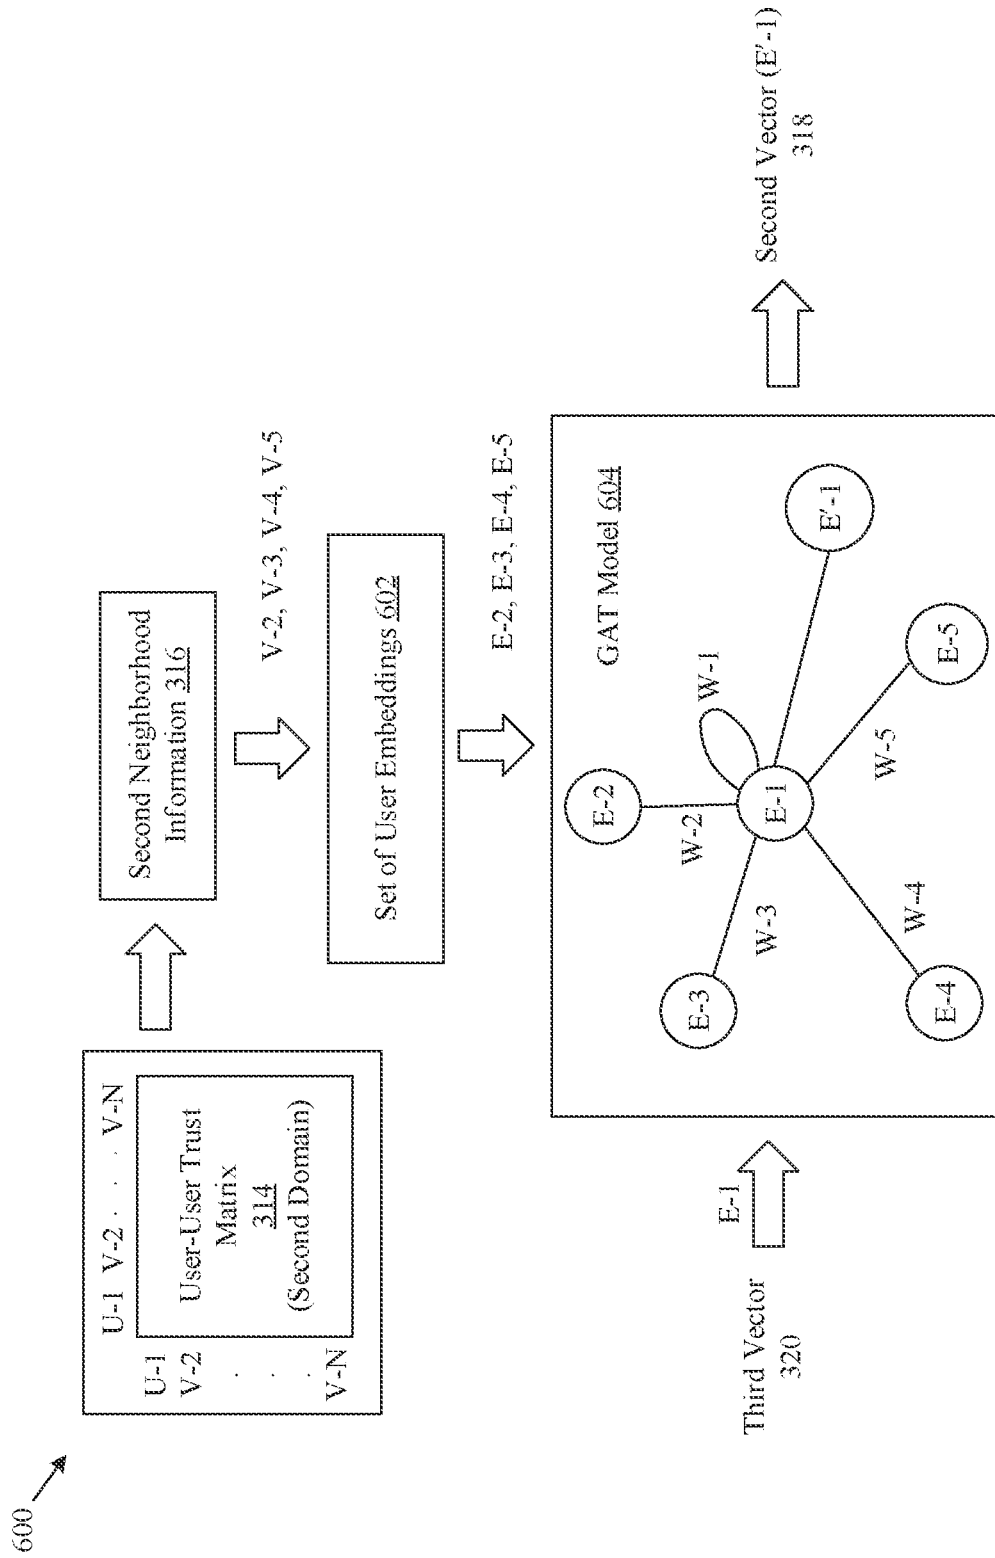 600
U-1 V-2 . . . V-N
U-1
V-2
.
.
.
V-N
User-User Trust
Matrix
314
(Second Domain)
Second Neighborhood
Information 316
V-2, V-3, V-4, V-5
Set of User Embeddings 602
E-2, E-3, E-4, E-5
Third Vector
320
E-1
GAT Model 604
E-2
E-3
W-2
W-1
W-3
E-1
E'-1
W-4
W-5
E-4
E-5
Second Vector (E'-1)
318